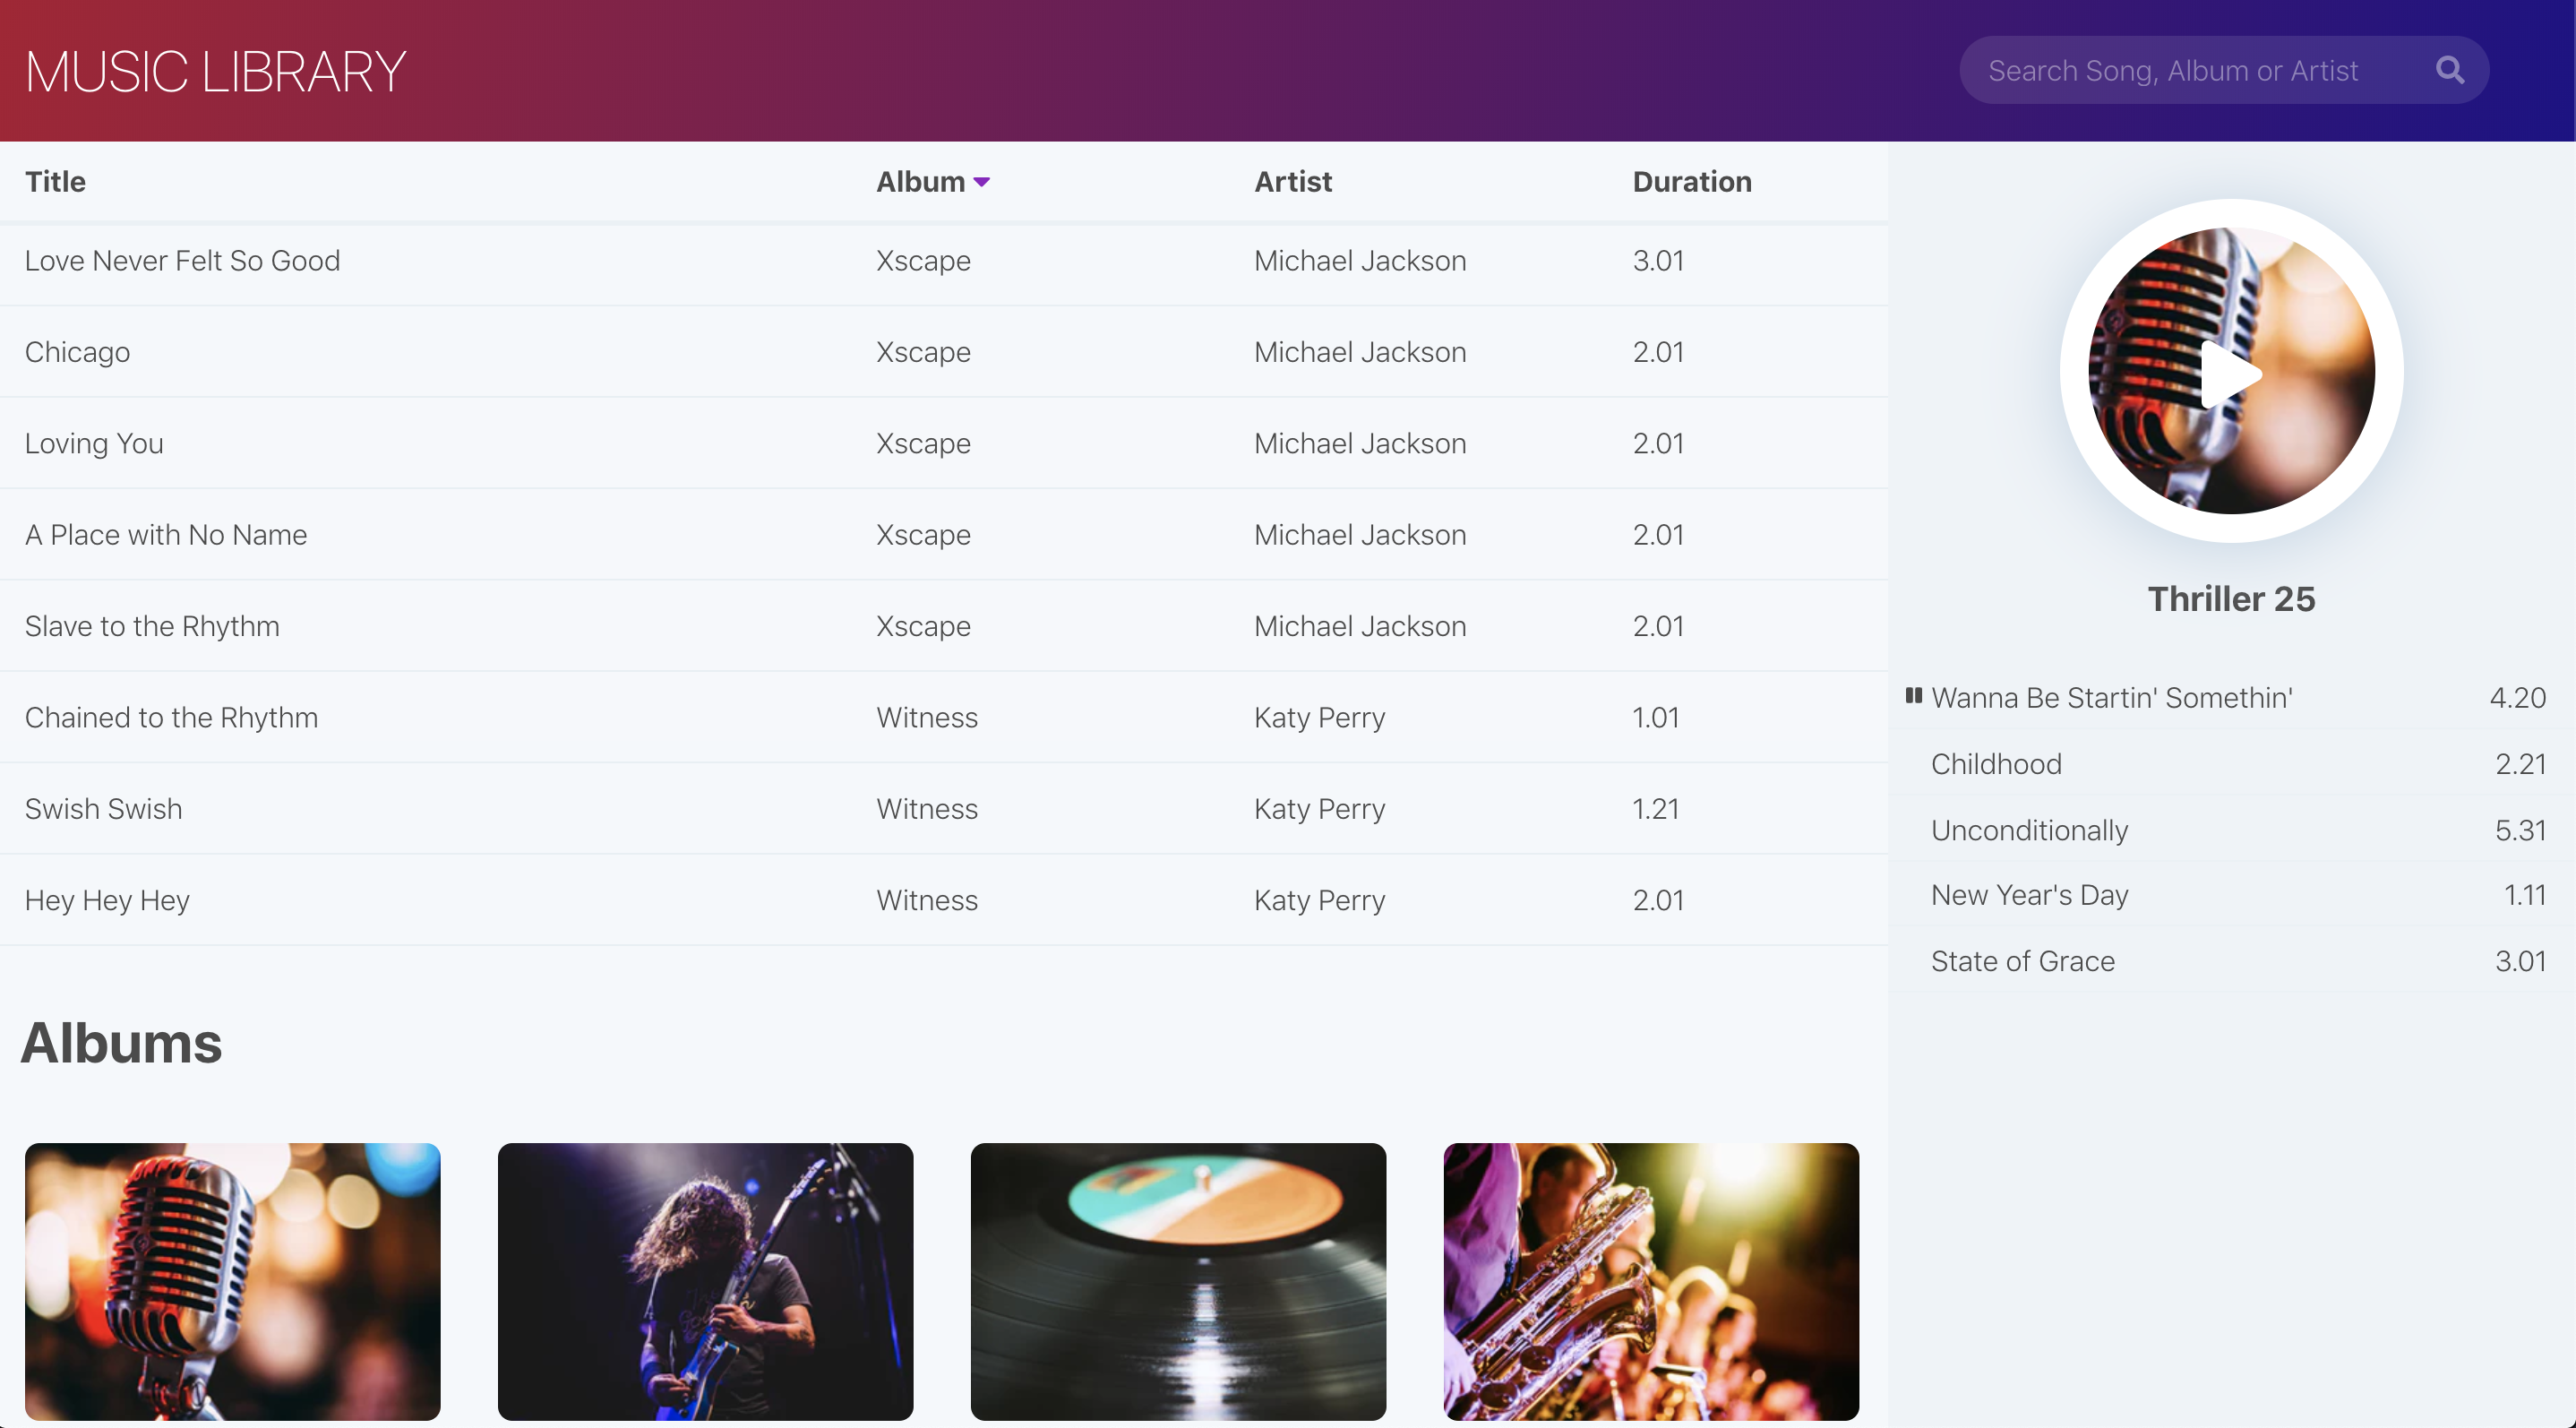 MUSIC LIBRARY
Search Song, Album or Artist
Title Album Artist Duration
Love Never Felt So Good Xscape Michael Jackson 3.01
Chicago Xscape Michael Jackson 2.01
Loving You Xscape Michael Jackson 2.01
A Place with No Name Xscape Michael Jackson 2.01
Slave to the Rhythm Xscape Michael Jackson 2.01
Chained to the Rhythm Witness Katy Perry 1.01
Swish Swish Witness Katy Perry 1.21
Hey Hey Hey Witness Katy Perry 2.01
Albums
Thriller 25
Wanna Be Startin' Somethin' 4.20
Childhood 2.21
Unconditionally 5.31
New Year's Day 1.11
State of Grace 3.01